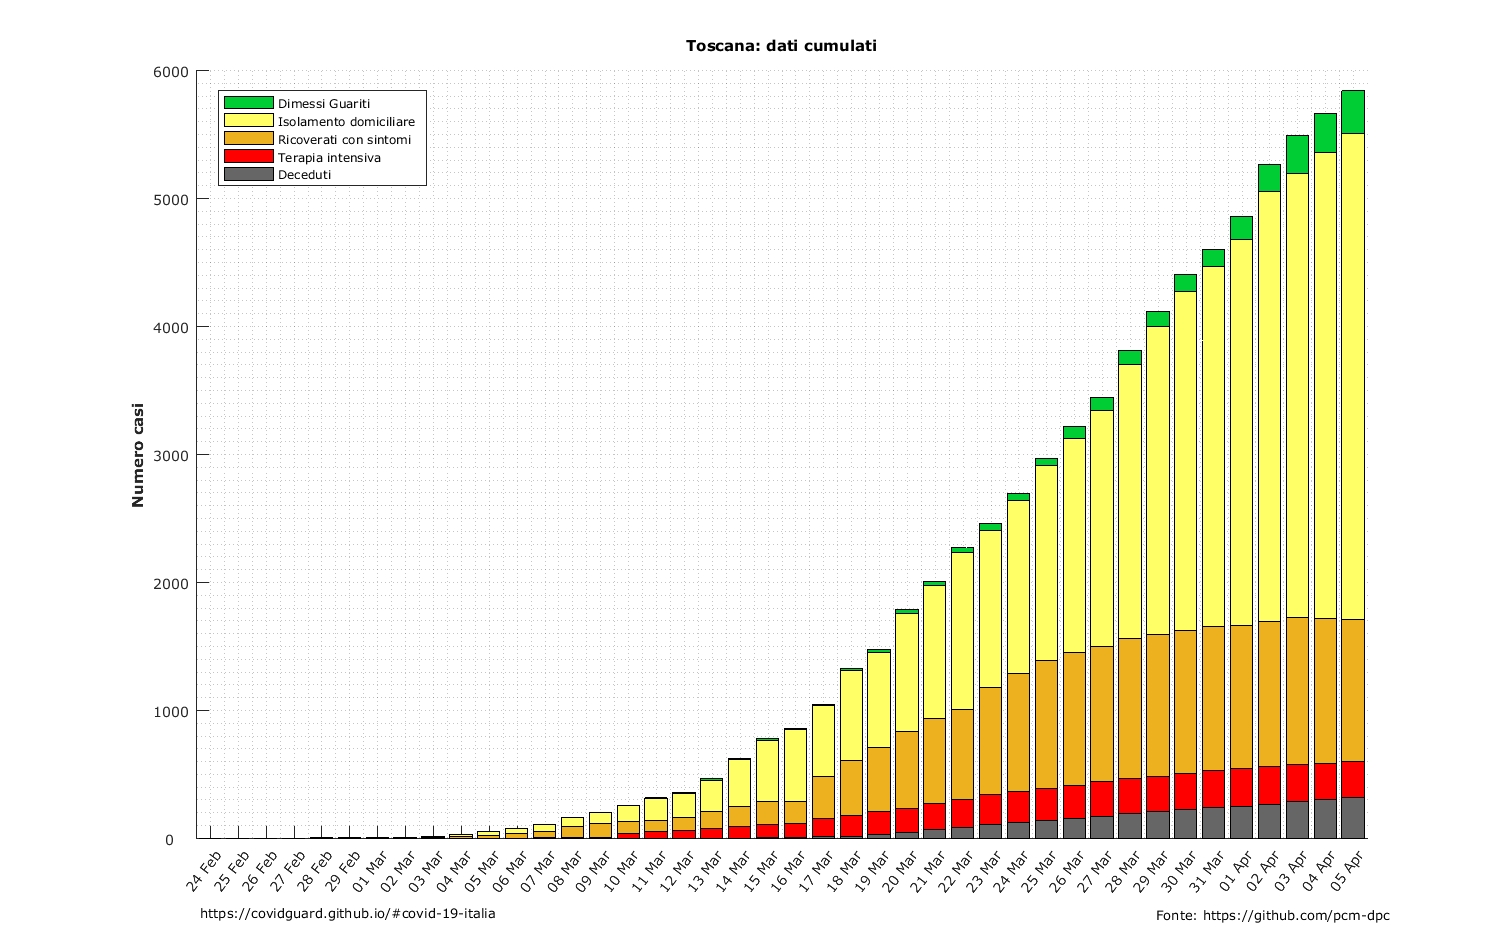 Toscana: dati cumulati
6000
5000
4000
3000
2000
1000
0
Numero casi
Dimessi Guariti
Isolamento domiciliare
Ricoverati con sintomi
Terapia intensiva
Deceduti
24 Feb
25 Feb
26 Feb
27 Feb
28 Feb
29 Feb
01 Mar
02 Mar
03 Mar
04 Mar
05 Mar
06 Mar
07 Mar
08 Mar
09 Mar
10 Mar
11 Mar
12 Mar
13 Mar
14 Mar
15 Mar
16 Mar
17 Mar
18 Mar
19 Mar
20 Mar
21 Mar
22 Mar
23 Mar
24 Mar
25 Mar
26 Mar
27 Mar
28 Mar
29 Mar
30 Mar
31 Mar
01 Apr
02 Apr
03 Apr
04 Apr
05 Apr
https://covidguard.github.io/#covid-19-italia
Fonte: https://github.com/pcm-dpc